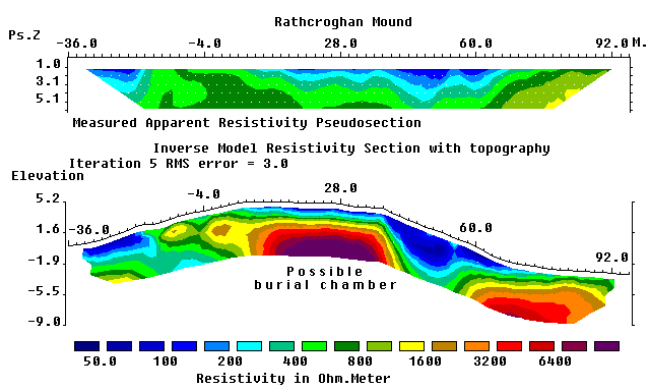 Rathcroghan Mound
Ps.Z -36.0 -4.0 28.0 60.0 92.0 M.
1.0
3.1
5.1
Measured Apparent Resistivity Pseudosection
Inverse Model Resistivity Section with topography
Iteration 5 RMS error = 3.0
Elevation
5.2 -4.0 28.0
1.6 -36.0 60.0
-1.9 92.0
Possible
burial chamber
-5.5
-9.0
50.0 100 200 400 800 1600 3200 6400
Resistivity in Ohm.Meter